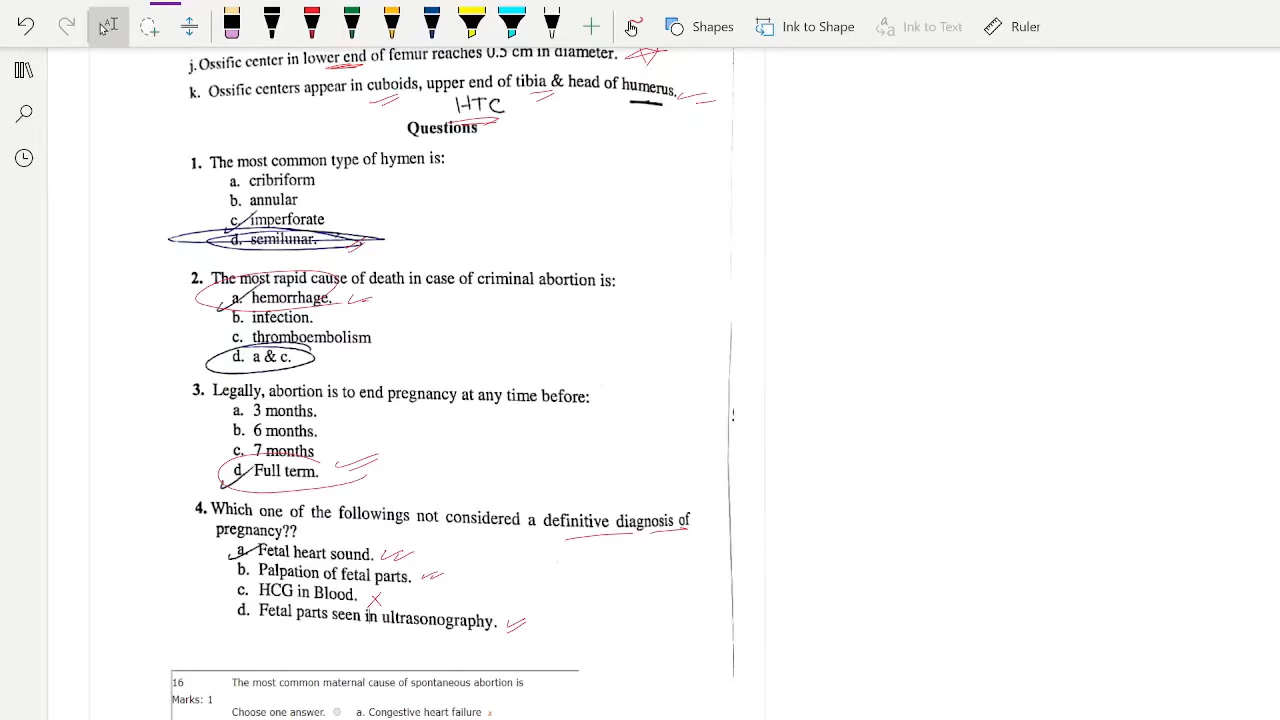 Shapes
Ink to Shape
Ink to Text
Ruler
j. Ossific center in lower end of femur reaches 0.5 cm in diameter.
k. Ossific centers appear in cuboids, upper end of tibia & head of humerus.
HTC
Questions
1. The most common type of hymen is:
a. cribriform
b. annular
c. imperforate
d. semilunar.
2. The most rapid cause of death in case of criminal abortion is:
a. hemorrhage.
b. infection.
c. thromboembolism
d. a & c.
3. Legally, abortion is to end pregnancy at any time before:
a. 3 months.
b. 6 months.
c. 7 months
d. Full term.
4. Which one of the followings not considered a definitive diagnosis of
pregnancy??
a. Fetal heart sound.
b. Palpation of fetal parts.
c. HCG in Blood.
d. Fetal parts seen in ultrasonography.
16 The most common maternal cause of spontaneous abortion is
Marks: 1
Choose one answer. a. Congestive heart failure x